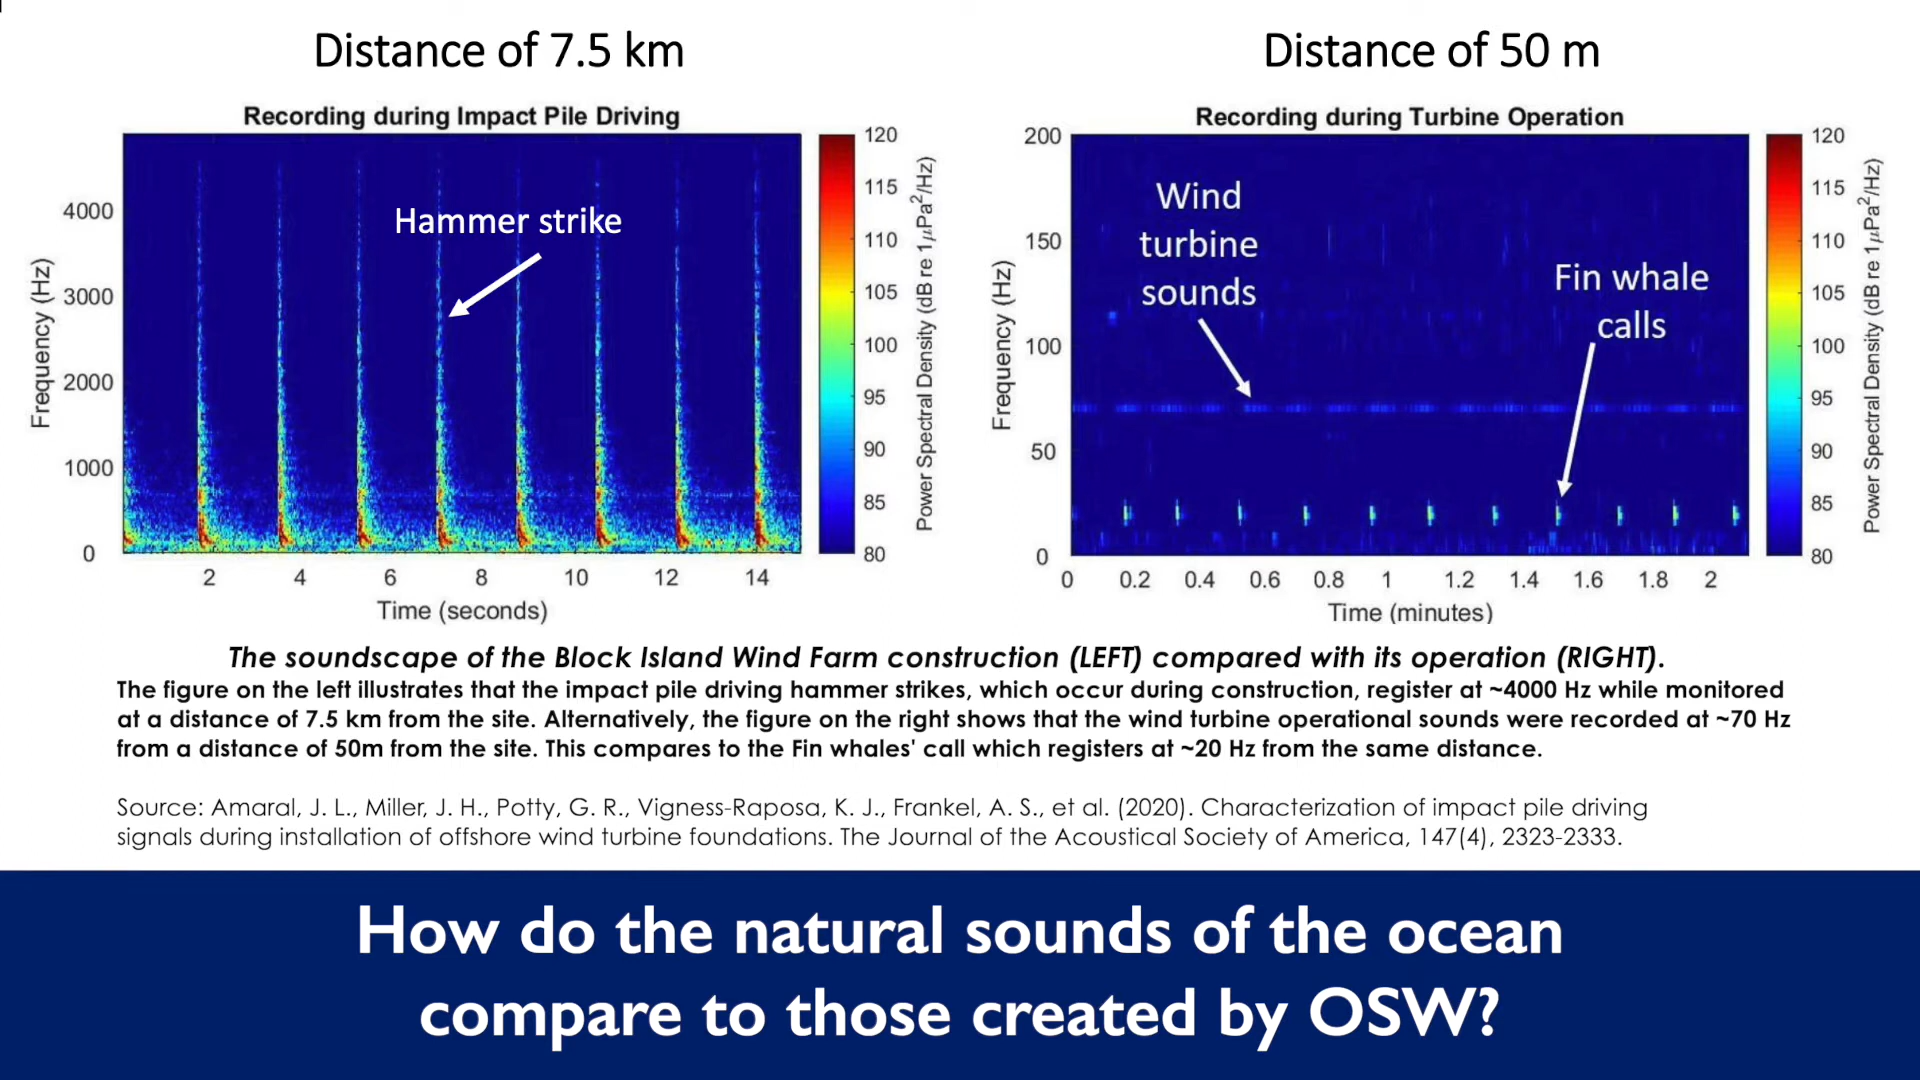 Distance of 7.5 km
Distance of 50 m
Recording during Impact Pile Driving
Frequency (Hz)
4000
3000
2000
1000
0
Hammer strike
2
4
6
8
10
12
14
Time (seconds)
120
115
110
105
100
95
90
85
80
Power Spectral Density (dB re 1μPa²/Hz)
Recording during Turbine Operation
Frequency (Hz)
200
150
100
50
0
Wind
turbine
sounds
Fin whale
calls
0
0.2
0.4
0.6
0.8
1
1.2
1.4
1.6
1.8
2
Time (minutes)
120
115
110
105
100
95
90
85
80
Power Spectral Density (dB re 1μPa²/Hz)
The soundscape of the Block Island Wind Farm construction (LEFT) compared with its operation (RIGHT).
The figure on the left illustrates that the impact pile driving hammer strikes, which occur during construction, register at ~4000 Hz while monitored
at a distance of 7.5 km from the site. Alternatively, the figure on the right shows that the wind turbine operational sounds were recorded at ~70 Hz
from a distance of 50m from the site. This compares to the Fin whales' call which registers at ~20 Hz from the same distance.
Source: Amaral, J. L., Miller, J. H., Potty, G. R., Vigness-Raposa, K. J., Frankel, A. S., et al. (2020). Characterization of impact pile driving
signals during installation of offshore wind turbine foundations. The Journal of the Acoustical Society of America, 147(4), 2323-2333.
How do the natural sounds of the ocean
compare to those created by OSW?